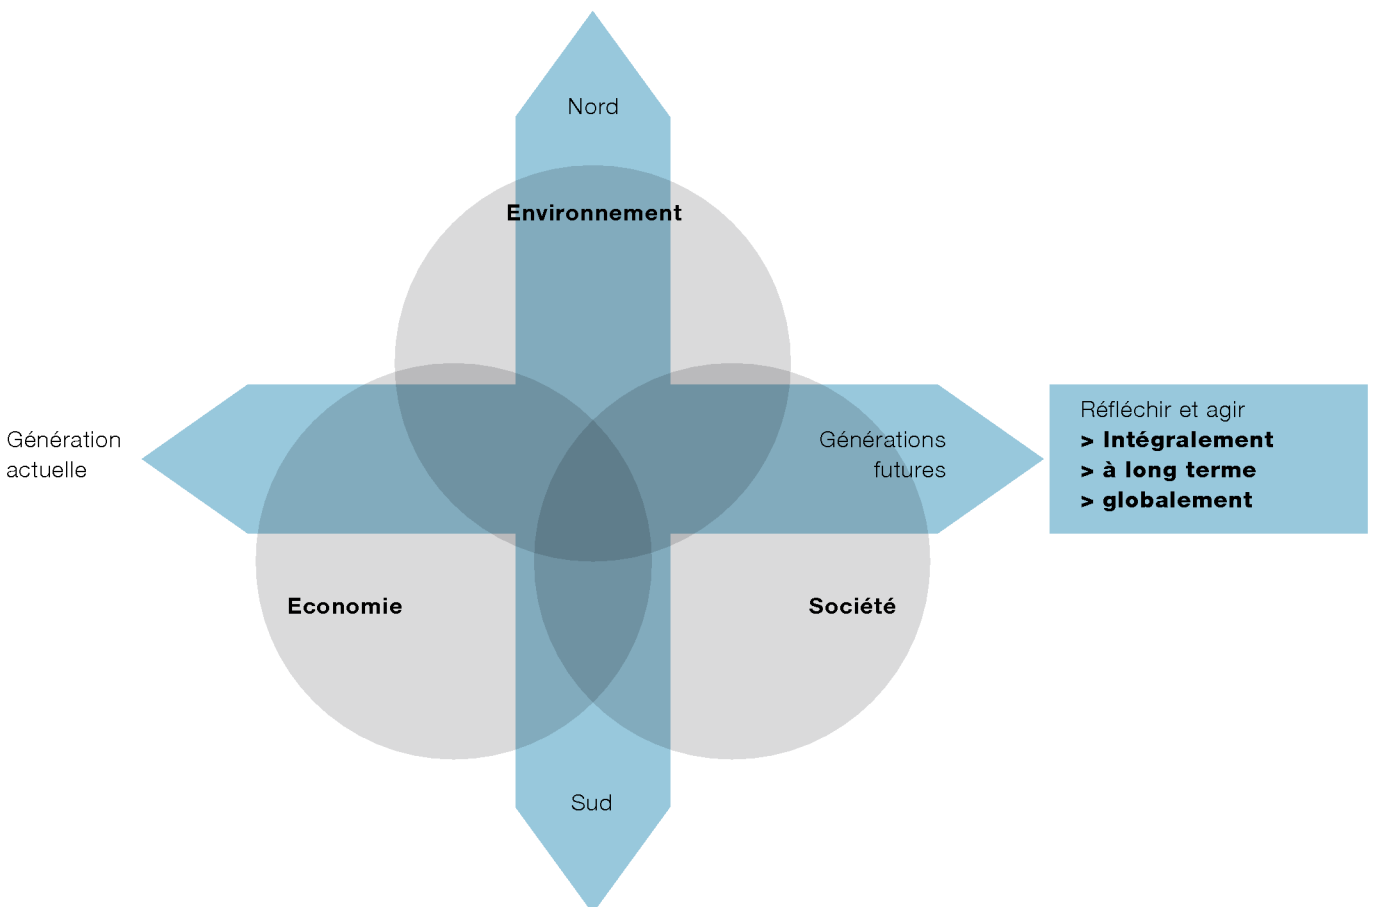 Nord
Environnement
Génération
actuelle
Générations
futures
Réfléchir et agir
> Intégralement
> à long terme
> globalement
Economie
Société
Sud